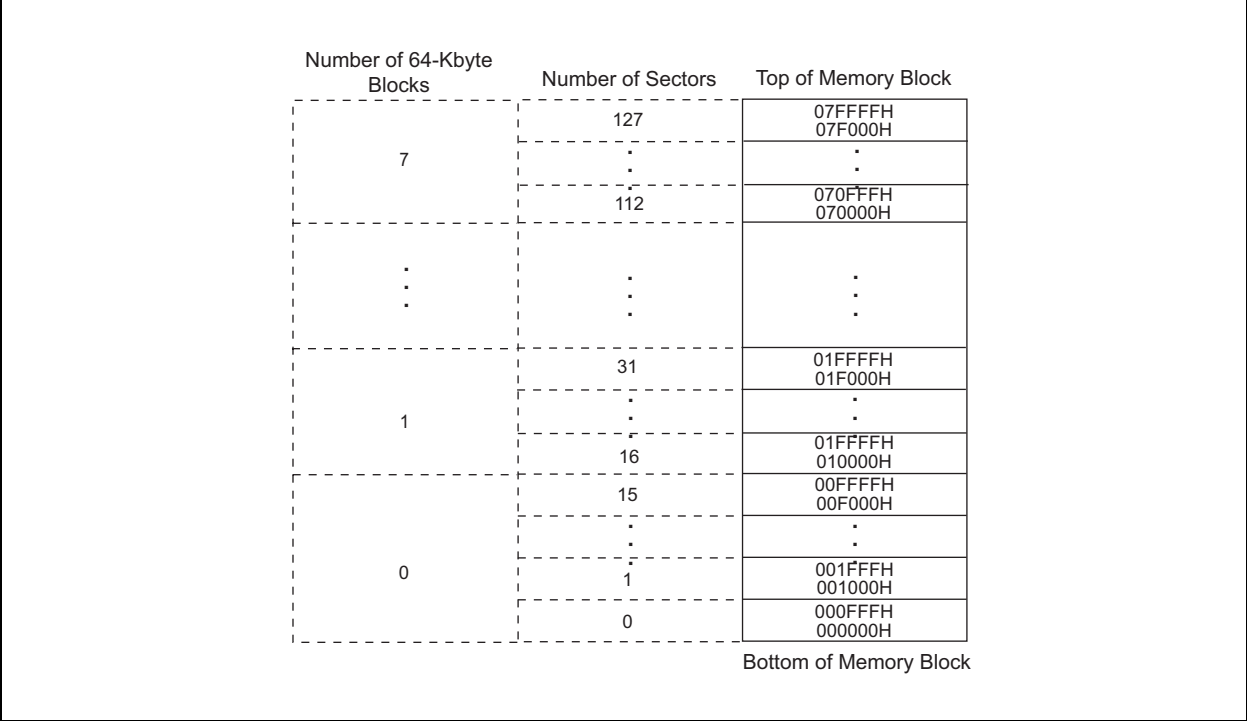 Number of 64-Kbyte
Blocks
Number of Sectors
Top of Memory Block
7
127
07FFFFH
07F000H
112
070FFFH
070000H
1
31
01FFFFH
01F000H
16
01FFFFH
010000H
0
15
00FFFFH
00F000H
1
001FFFH
001000H
0
000FFFH
000000H
Bottom of Memory Block